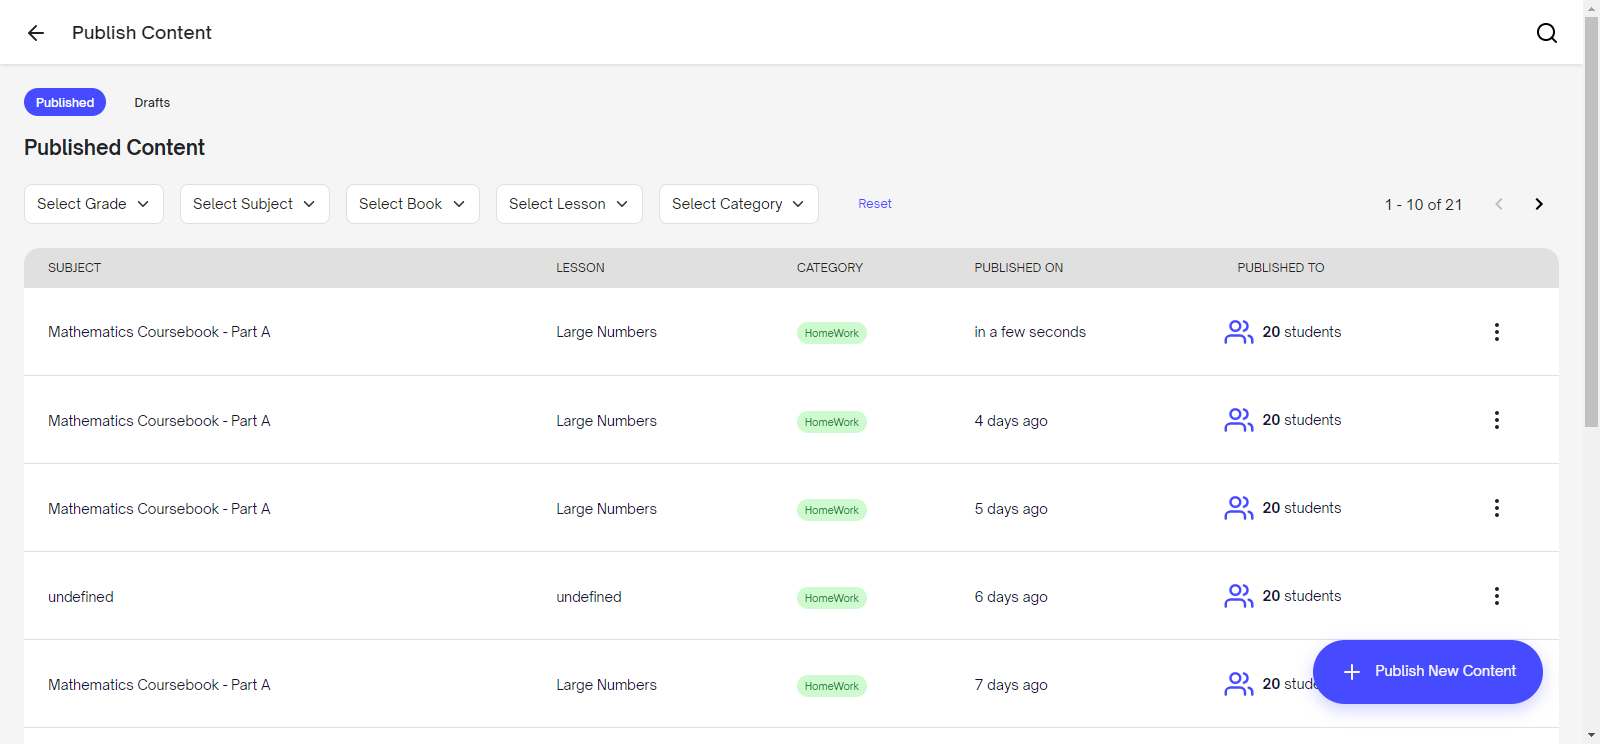 Publish Content
Published Drafts
Published Content
Select Grade Select Subject Select Book Select Lesson Select Category Reset 1 - 10 of 21
SUBJECT LESSON CATEGORY PUBLISHED ON PUBLISHED TO
Mathematics Coursebook - Part A Large Numbers HomeWork in a few seconds 20 students
Mathematics Coursebook - Part A Large Numbers HomeWork 4 days ago 20 students
Mathematics Coursebook - Part A Large Numbers HomeWork 5 days ago 20 students
undefined undefined HomeWork 6 days ago 20 students
Mathematics Coursebook - Part A Large Numbers HomeWork 7 days ago 20 stude
Publish New Content